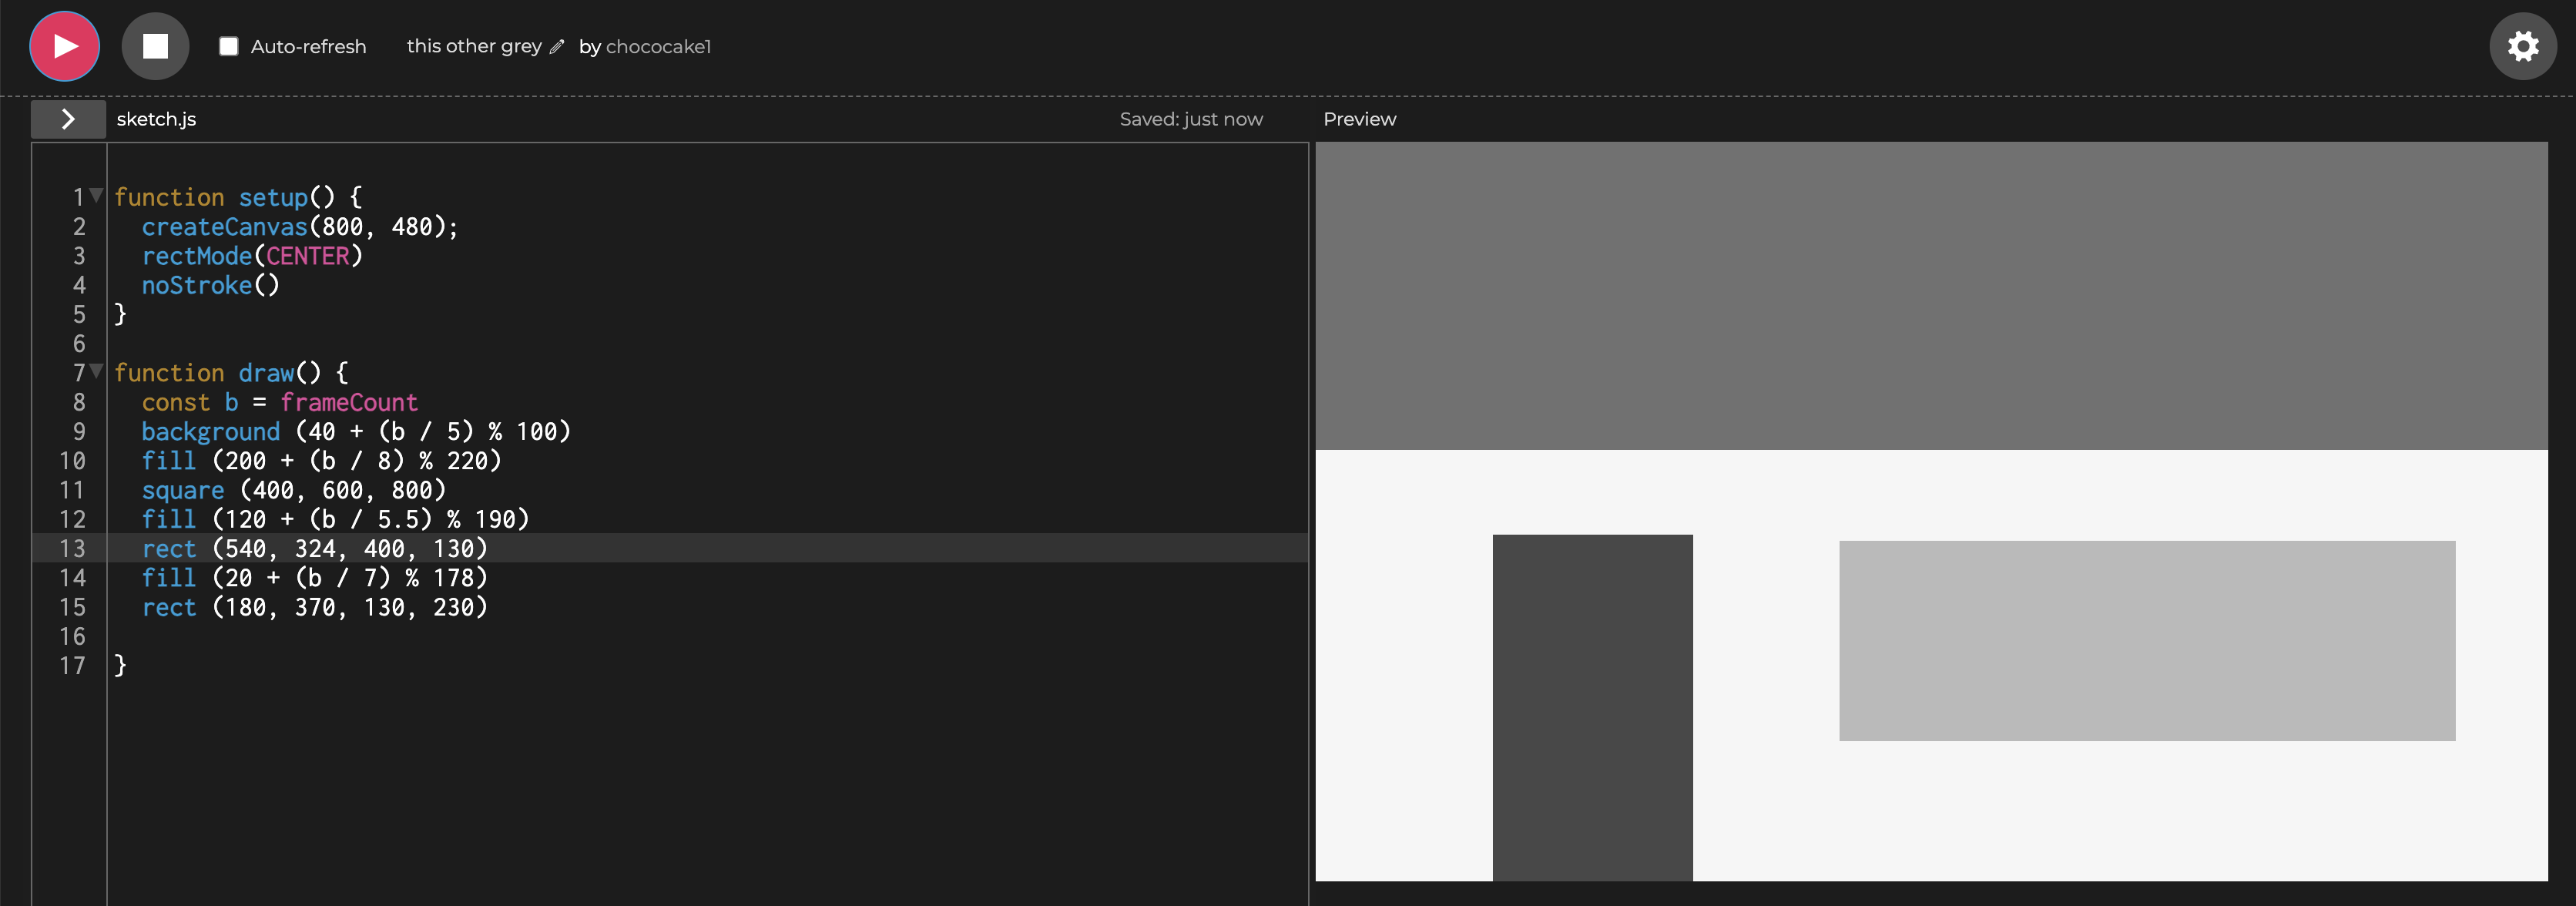 Auto-refresh this other grey by chococake1
sketch.js Saved: just now Preview
1 function setup() {
2 createCanvas(800, 480);
3 rectMode(CENTER)
4 noStroke()
5 }
6
7 function draw() {
8 const b = frameCount
9 background (40 + (b / 5) % 100)
10 fill (200 + (b / 8) % 220)
11 square (400, 600, 800)
12 fill (120 + (b / 5.5) % 190)
13 rect (540, 324, 400, 130)
14 fill (20 + (b / 7) % 178)
15 rect (180, 370, 130, 230)
16
17 }